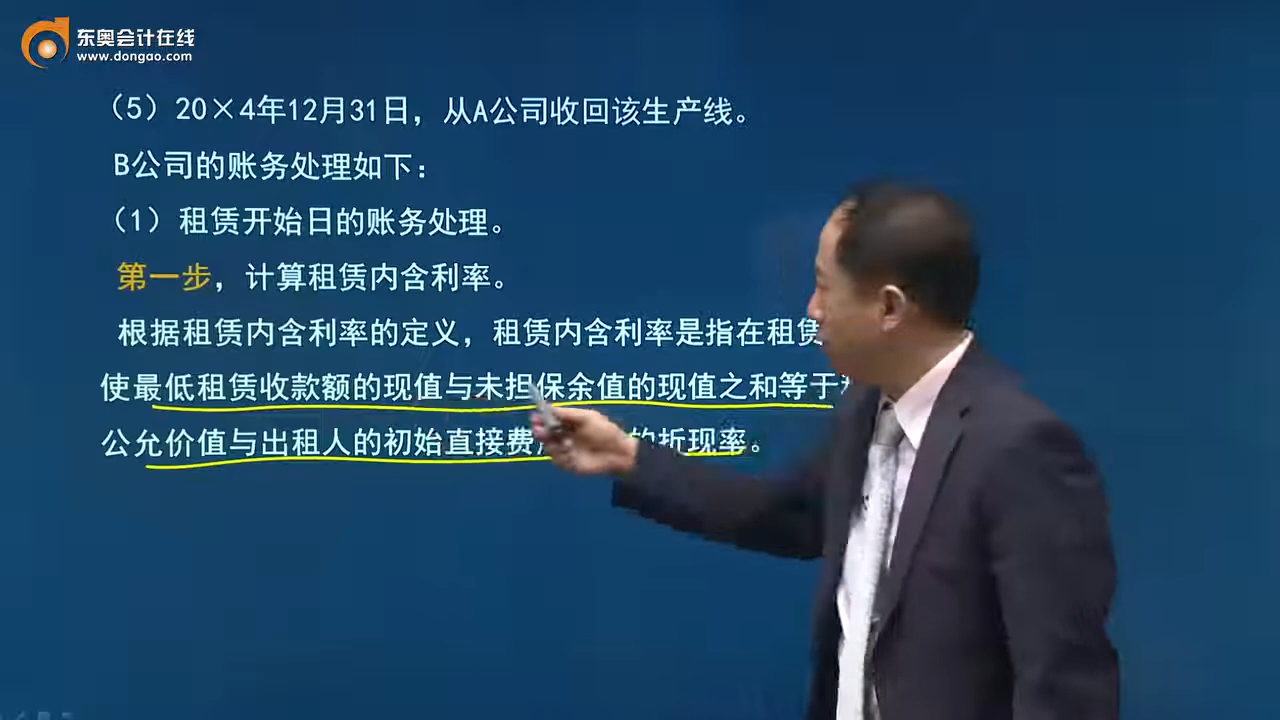 东奥会计在线
www.dongao.com
（5）20×4年12月31日，从A公司收回该生产线。
B公司的账务处理如下：
（1）租赁开始日的账务处理。
第一步，计算租赁内含利率。
根据租赁内含利率的定义，租赁内含利率是指在租赁
使最低租赁收款额的现值与未担保余值的现值之和等于
公允价值与出租人的初始直接费 的折现率。